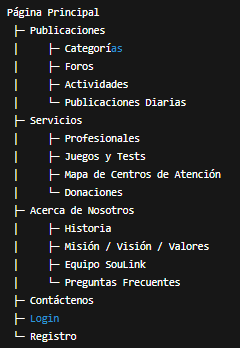 Página Principal
├─ Publicaciones
│     ├─ Categorías
│     ├─ Foros
│     ├─ Actividades
│     └─ Publicaciones Diarias
├─ Servicios
│     ├─ Profesionales
│     ├─ Juegos y Tests
│     ├─ Mapa de Centros de Atención
│     └─ Donaciones
├─ Acerca de Nosotros
│     ├─ Historia
│     ├─ Misión / Visión / Valores
│     ├─ Equipo SouLink
│     └─ Preguntas Frecuentes
├─ Contáctenos
├─ Login
└─ Registro